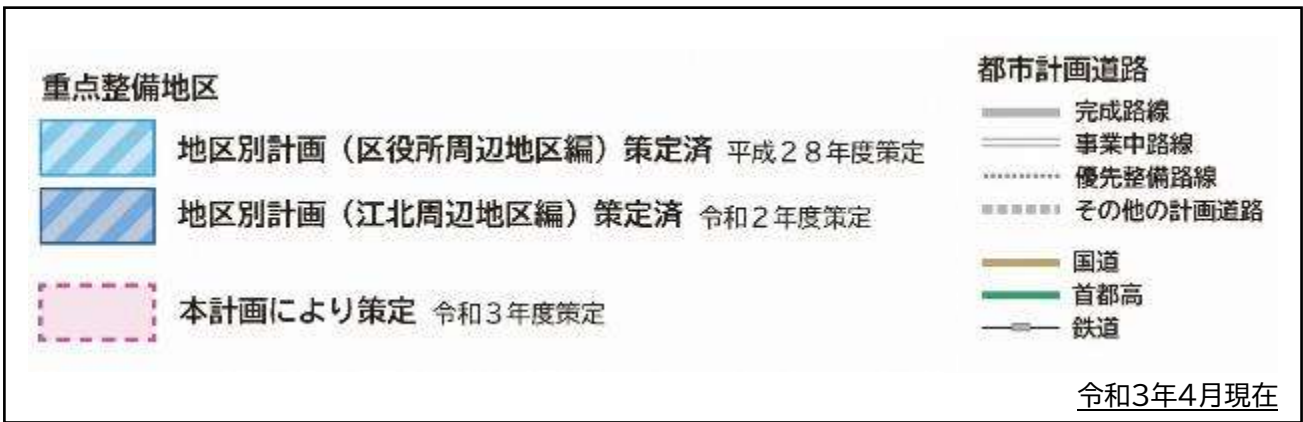 重点整備地区
地区別計画（区役所周辺地区編）策定済 平成２８年度策定
地区別計画（江北周辺地区編）策定済 令和２年度策定
本計画により策定 令和３年度策定
都市計画道路
完成路線
事業中路線
優先整備路線
その他の計画道路
国道
首都高
鉄道
令和3年4月現在